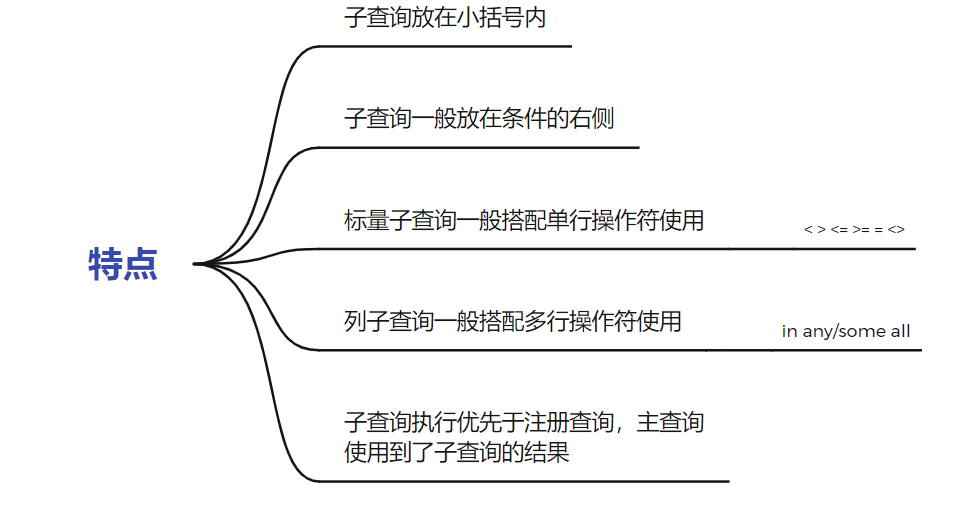 子查询放在小括号内
子查询一般放在条件的右侧
标量子查询一般搭配单行操作符使用
< > <= >= = <>
特点
列子查询一般搭配多行操作符使用
in any/some all
子查询执行优先于注册查询，主查询
使用到了子查询的结果